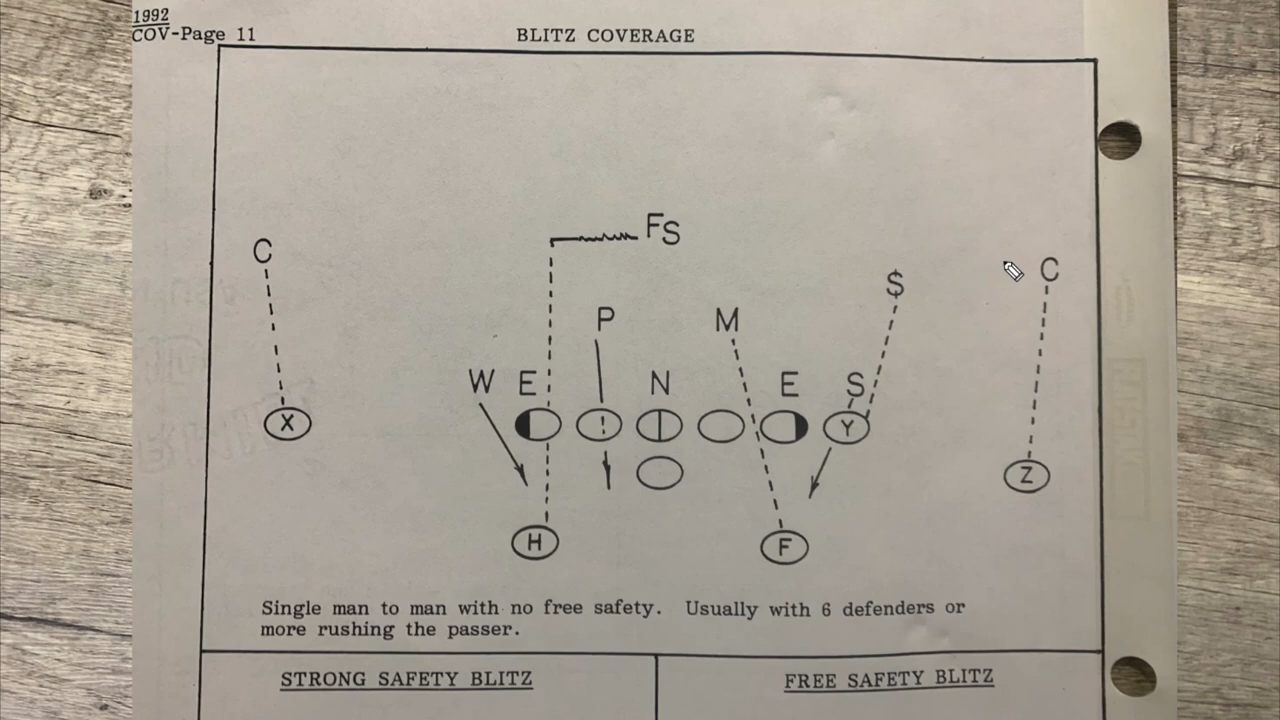 1992
COV-Page 11 BLITZ COVERAGE
FS
C C
$
P M
W E N E S
X Y
Z
H F
Single man to man with no free safety. Usually with 6 defenders or
more rushing the passer.
STRONG SAFETY BLITZ FREE SAFETY BLITZ